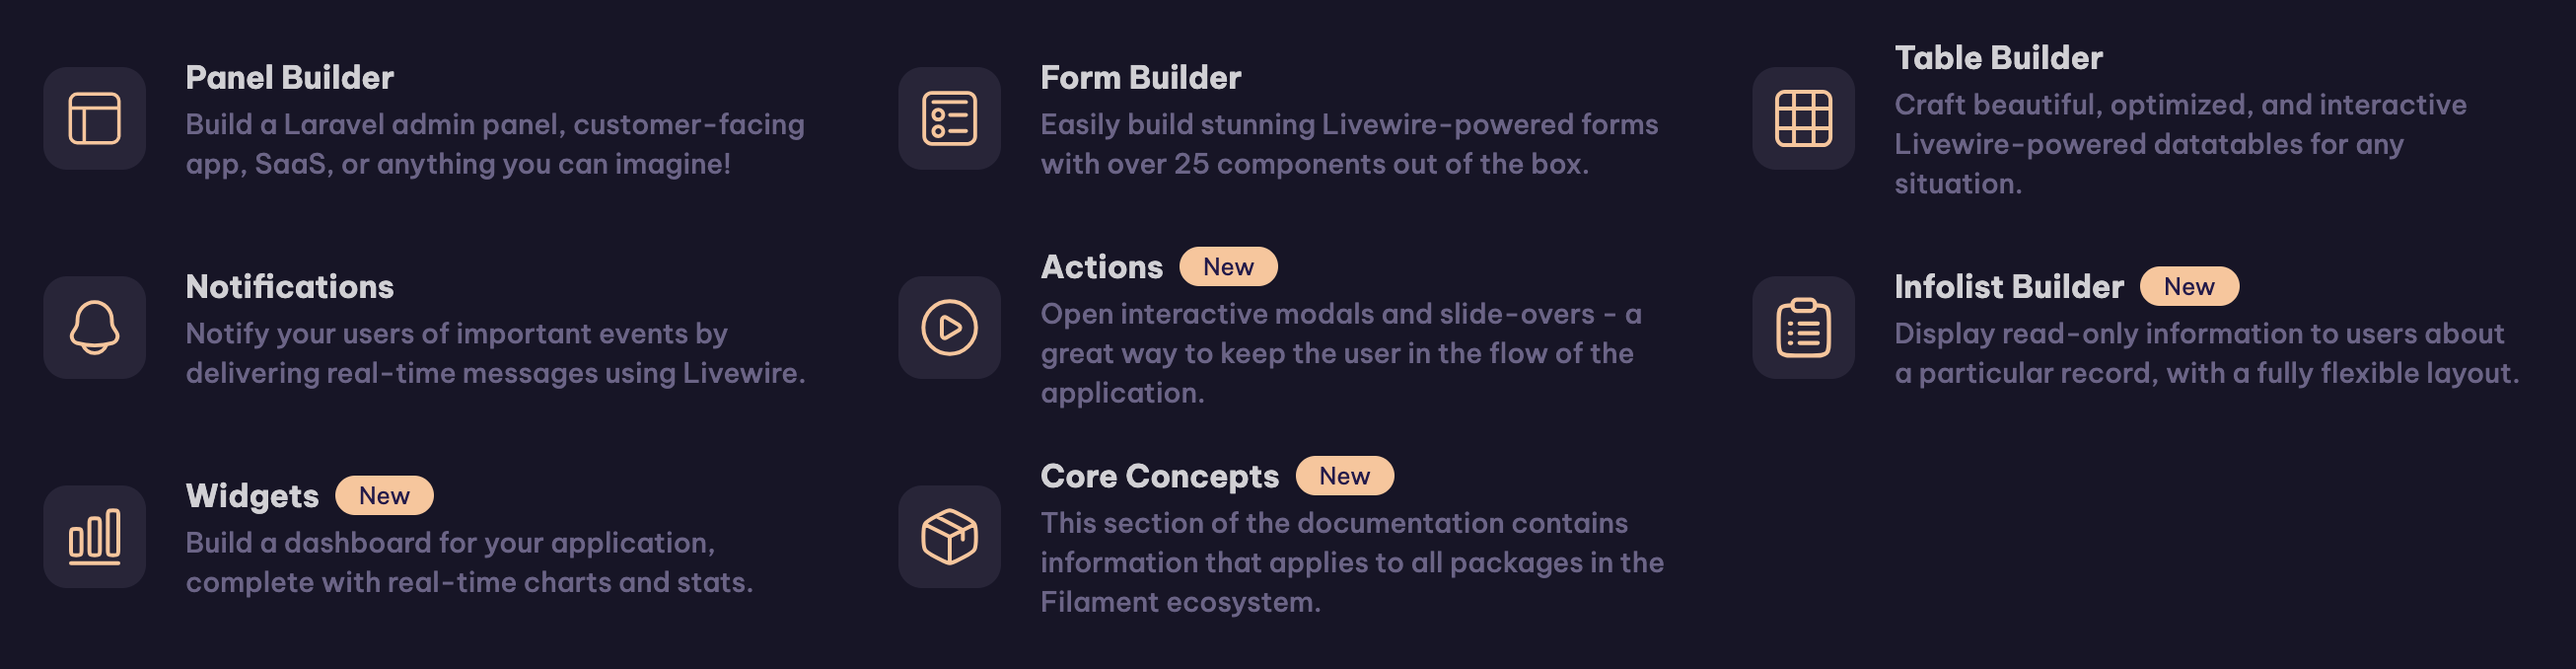 Panel Builder
Build a Laravel admin panel, customer-facing
app, SaaS, or anything you can imagine!
Form Builder
Easily build stunning Livewire-powered forms
with over 25 components out of the box.
Table Builder
Craft beautiful, optimized, and interactive
Livewire-powered datatables for any
situation.
Notifications
Notify your users of important events by
delivering real-time messages using Livewire.
Actions New
Open interactive modals and slide-overs - a
great way to keep the user in the flow of the
application.
Infolist Builder New
Display read-only information to users about
a particular record, with a fully flexible layout.
Widgets New
Build a dashboard for your application,
complete with real-time charts and stats.
Core Concepts New
This section of the documentation contains
information that applies to all packages in the
Filament ecosystem.